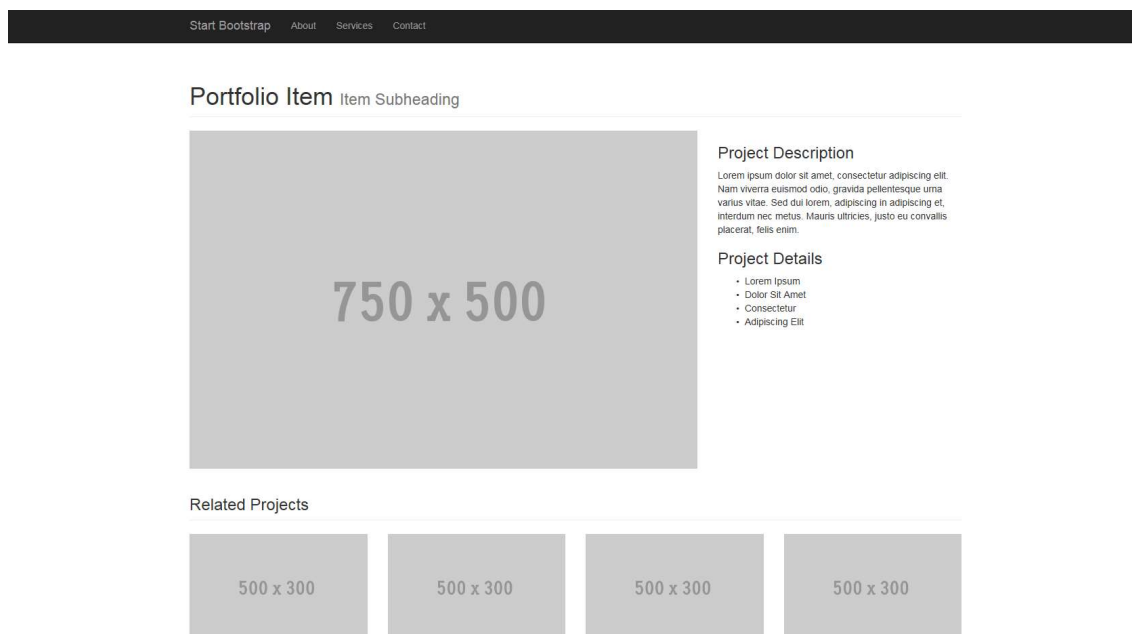 Start Bootstrap About Services Contact
Portfolio Item Item Subheading
750 x 500
Project Description
Lorem ipsum dolor sit amet, consectetur adipiscing elit.
Nam viverra euismod odio, gravida pellentesque urna
varius vitae. Sed dui lorem, adipiscing in adipiscing et,
interdum nec metus. Mauris ultricies, justo eu convallis
placerat, felis enim.
Project Details
• Lorem Ipsum
• Dolor Sit Amet
• Consectetur
• Adipiscing Elit
Related Projects
500 x 300 500 x 300 500 x 300 500 x 300